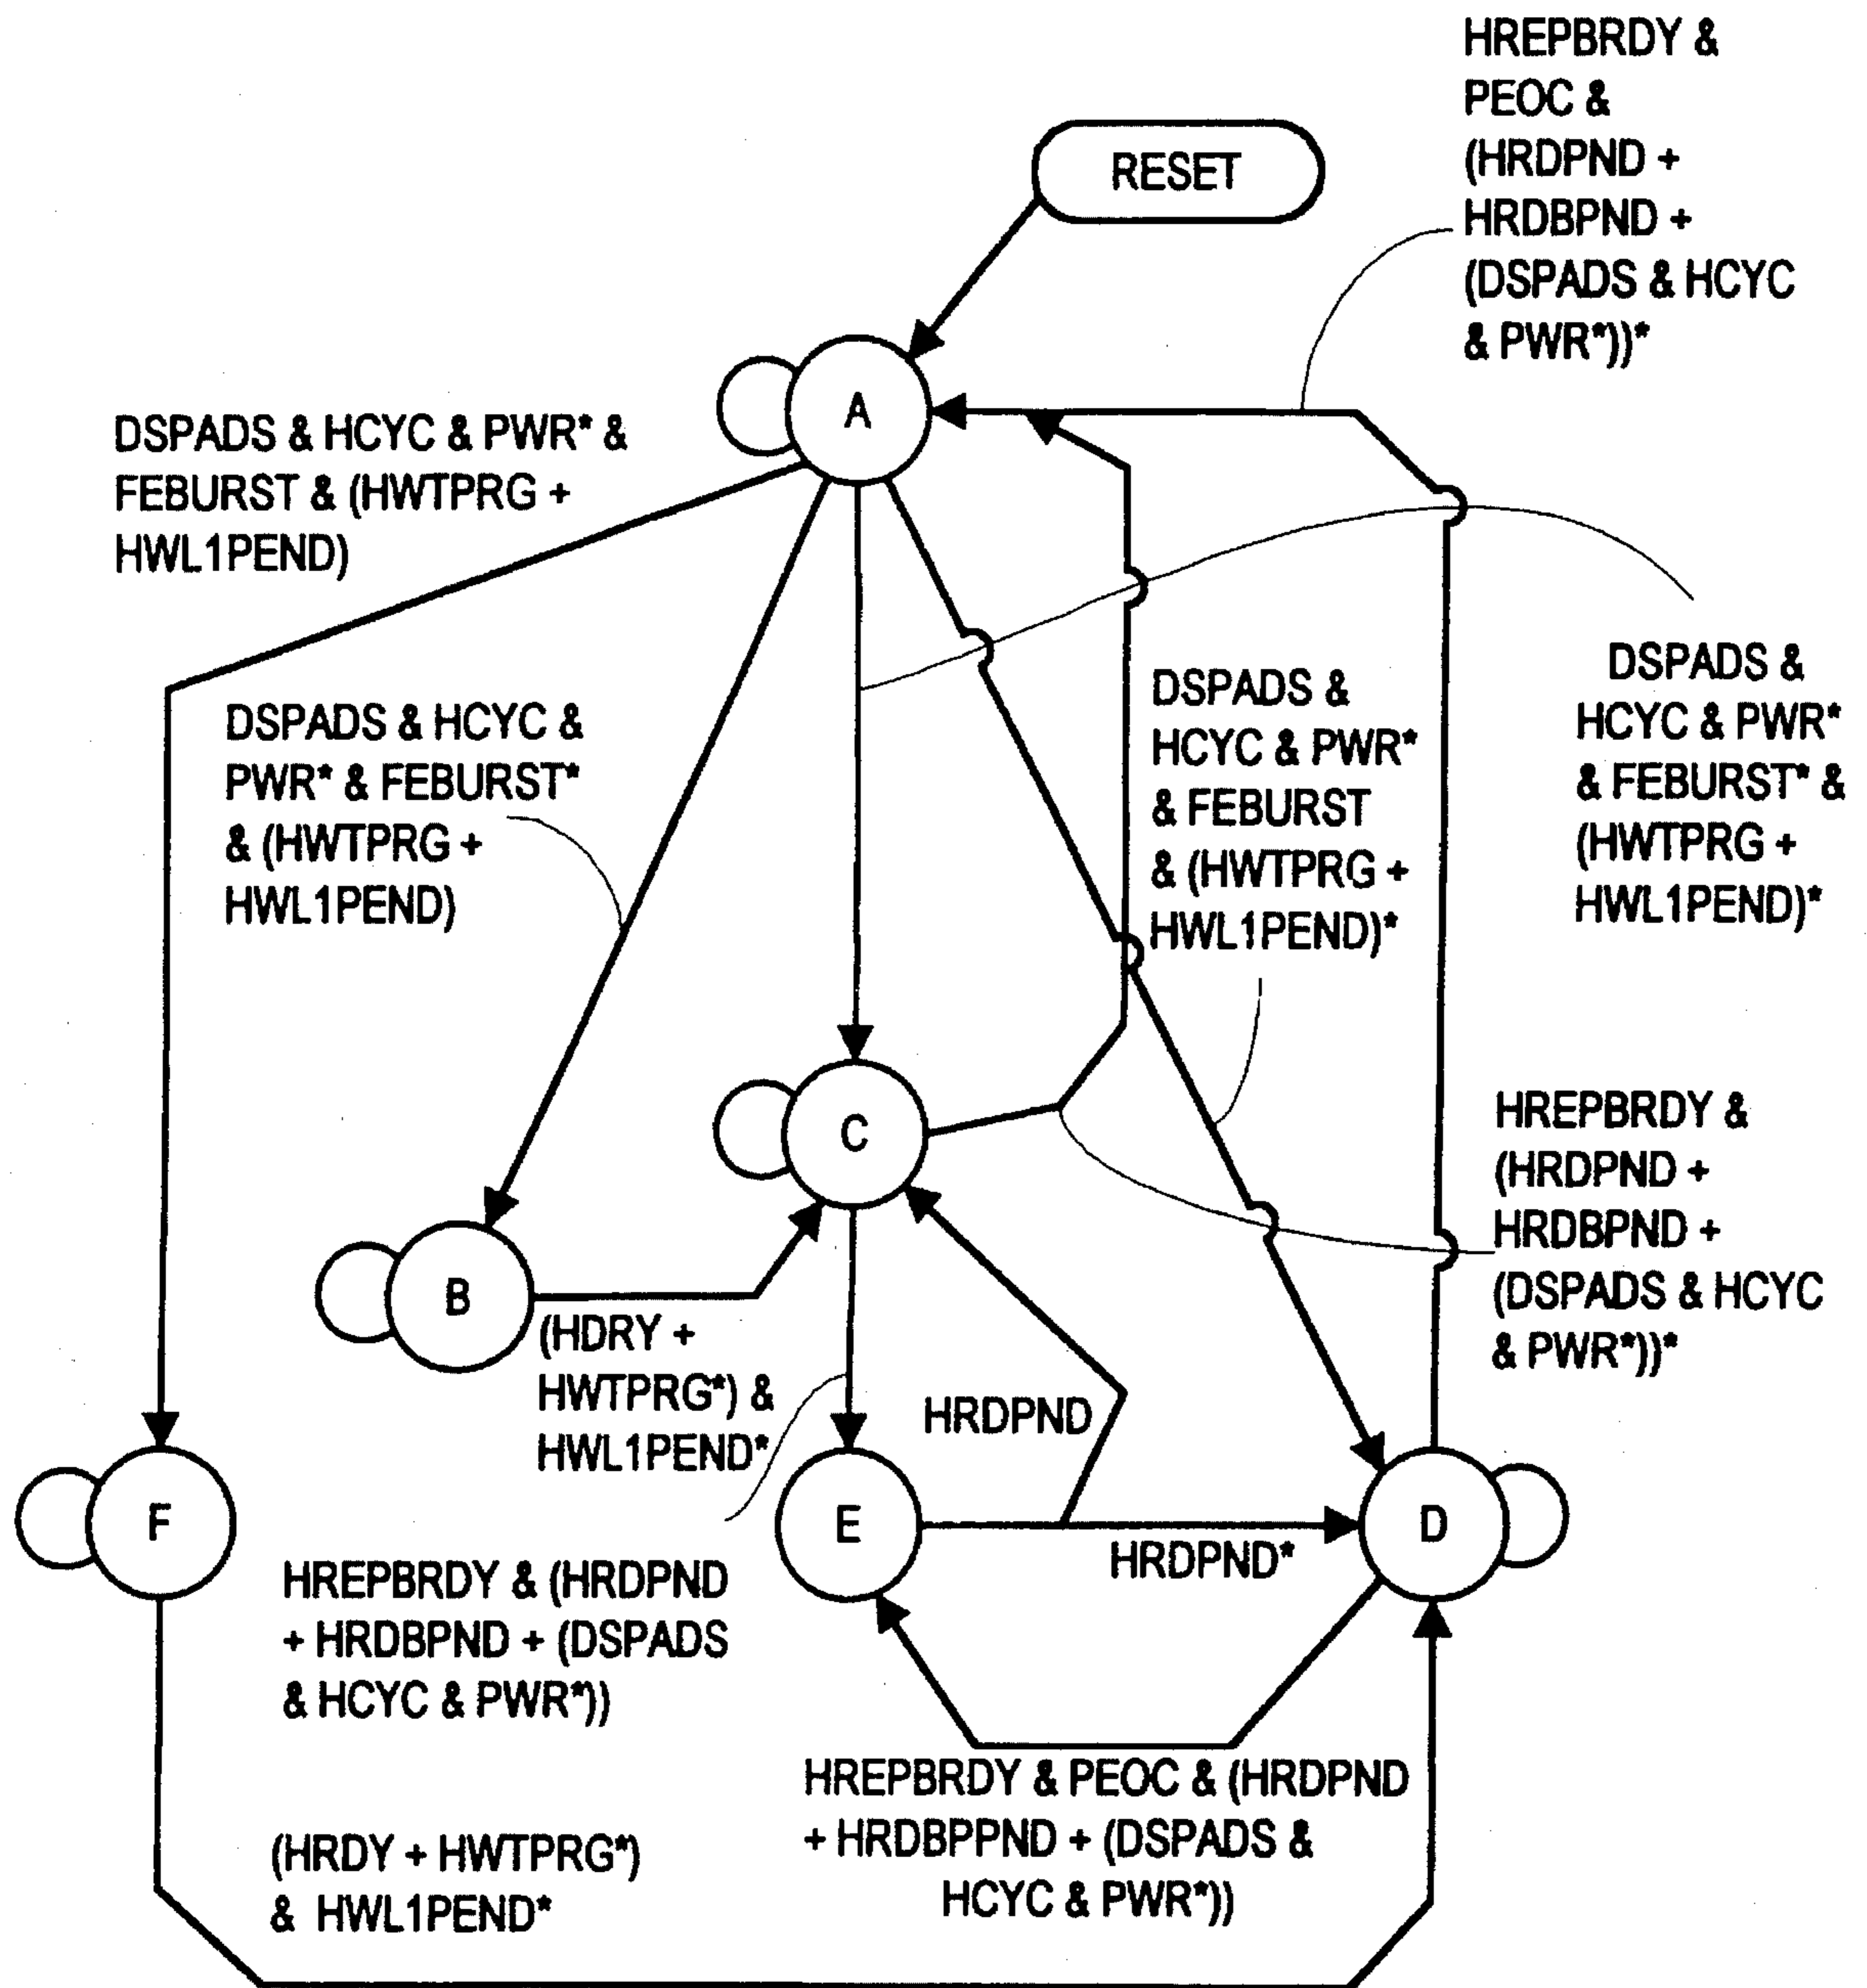 HREPBRDY &
PEOC &
(HRDPND +
HRDBPND +
(DSPADS & HCYC
& PWR*))*
RESET
A
DSPADS & HCYC & PWR* &
FEBURST & (HWTPRG +
HWL1PEND)
DSPADS & HCYC &
PWR* & FEBURST*
& (HWTPRG +
HWL1PEND)
DSPADS &
HCYC & PWR*
& FEBURST
& (HWTPRG +
HWL1PEND)*
DSPADS &
HCYC & PWR*
& FEBURST* &
(HWTPRG +
HWL1PEND)*
C
HREPBRDY &
(HRDPND +
HRDBPND +
(DSPADS & HCYC
& PWR*))*
B
(HDRY +
HWTPRG*) &
HWL1PEND*
HRDPND
F
E
D
HRDPND*
HREPBRDY & (HRDPND
+ HRDBPND + (DSPADS
& HCYC & PWR*))
HREPBRDY & PEOC & (HRDPND
+ HRDBPPND + (DSPADS &
HCYC & PWR*))
(HRDY + HWTPRG*)
& HWL1PEND*